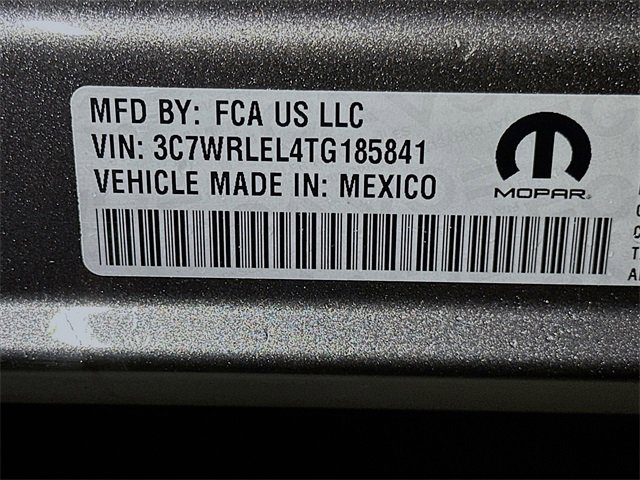 MFD BY: FCA US LLC
VIN: 3C7WRLEL4TG185841
VEHICLE MADE IN: MEXICO
MOPAR